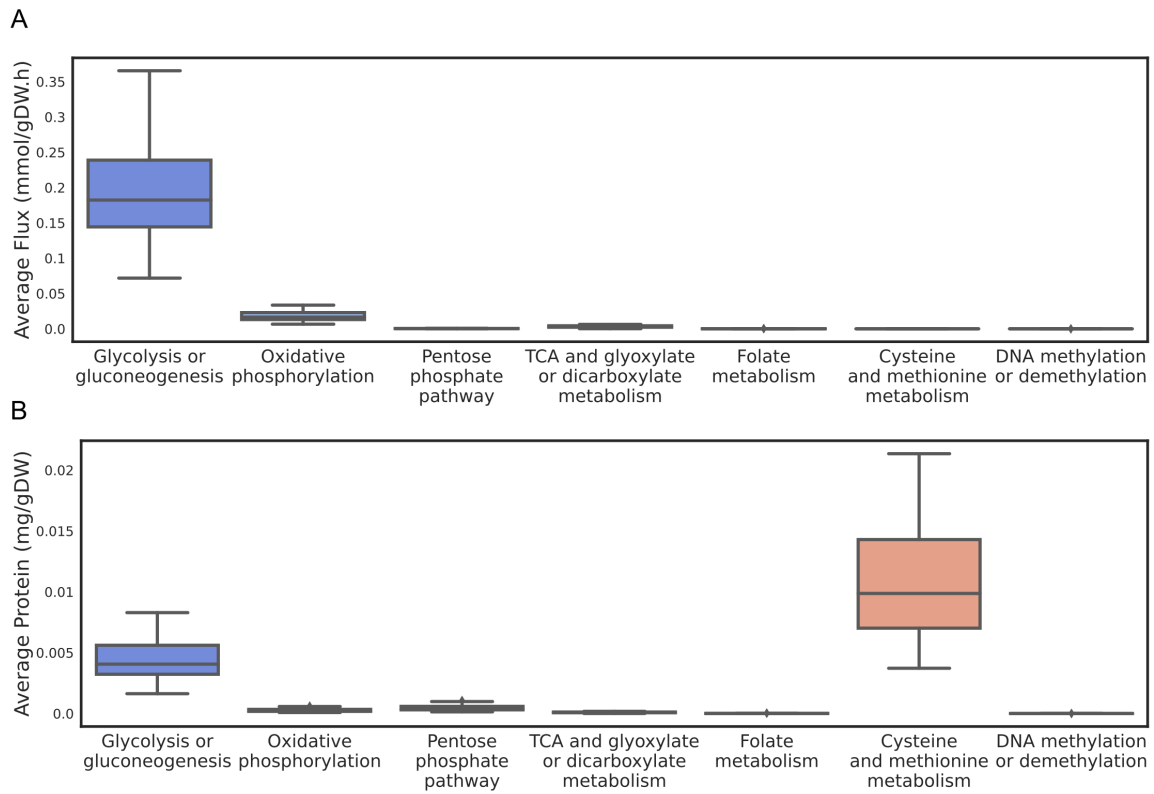 A
Average Flux (mmol/gDW.h)
0.35
0.3
0.25
0.2
0.15
0.1
0.05
0.0
Glycolysis or
gluconeogenesis
Oxidative
phosphorylation
Pentose
phosphate
pathway
TCA and glyoxylate
or dicarboxylate
metabolism
Folate
metabolism
Cysteine
and methionine
metabolism
DNA methylation
or demethylation
B
Average Protein (mg/gDW)
0.02
0.015
0.01
0.005
0.0
Glycolysis or
gluconeogenesis
Oxidative
phosphorylation
Pentose
phosphate
pathway
TCA and glyoxylate
or dicarboxylate
metabolism
Folate
metabolism
Cysteine
and methionine
metabolism
DNA methylation
or demethylation